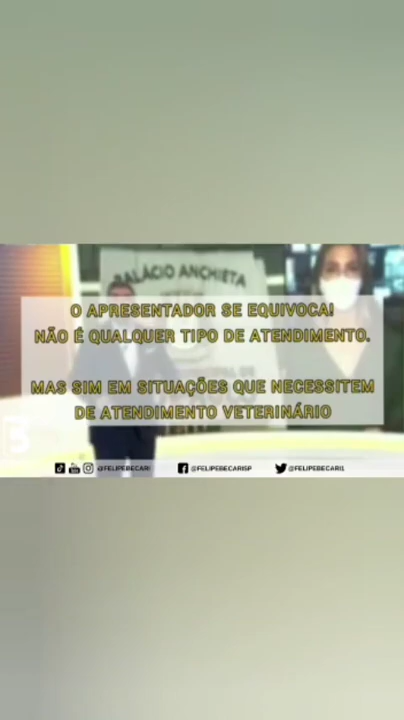 PALÁCIO ANCHIETA
O APRESENTADOR SE EQUIVOCA!
NÃO É QUALQUER TIPO DE ATENDIMENTO.
MAS SIM EM SITUAÇÕES QUE NECESSITEM
DE ATENDIMENTO VETERINÁRIO
@FELIPEBECARI
@FELIPEBECARISP
@FELIPEBECARI1